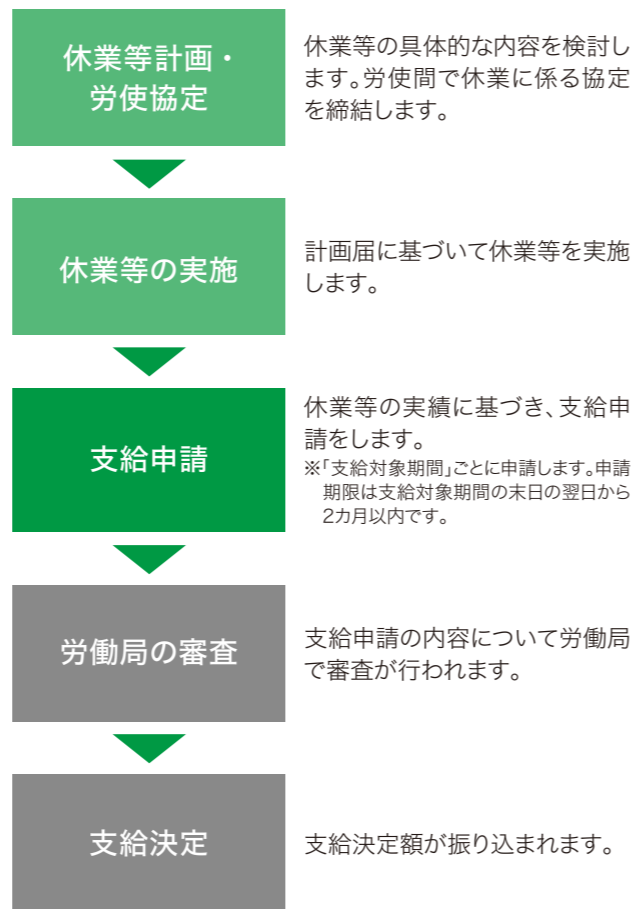 休業等計画・
労使協定
休業等の具体的な内容を検討し
ます。労使間で休業に係る協定
を締結します。
休業等の実施
計画届に基づいて休業等を実施
します。
支給申請
休業等の実績に基づき、支給申
請をします。
※「支給対象期間」ごとに申請します。申請
期限は支給対象期間の末日の翌日から
2カ月以内です。
労働局の審査
支給申請の内容について労働局
で審査が行われます。
支給決定
支給決定額が振り込まれます。